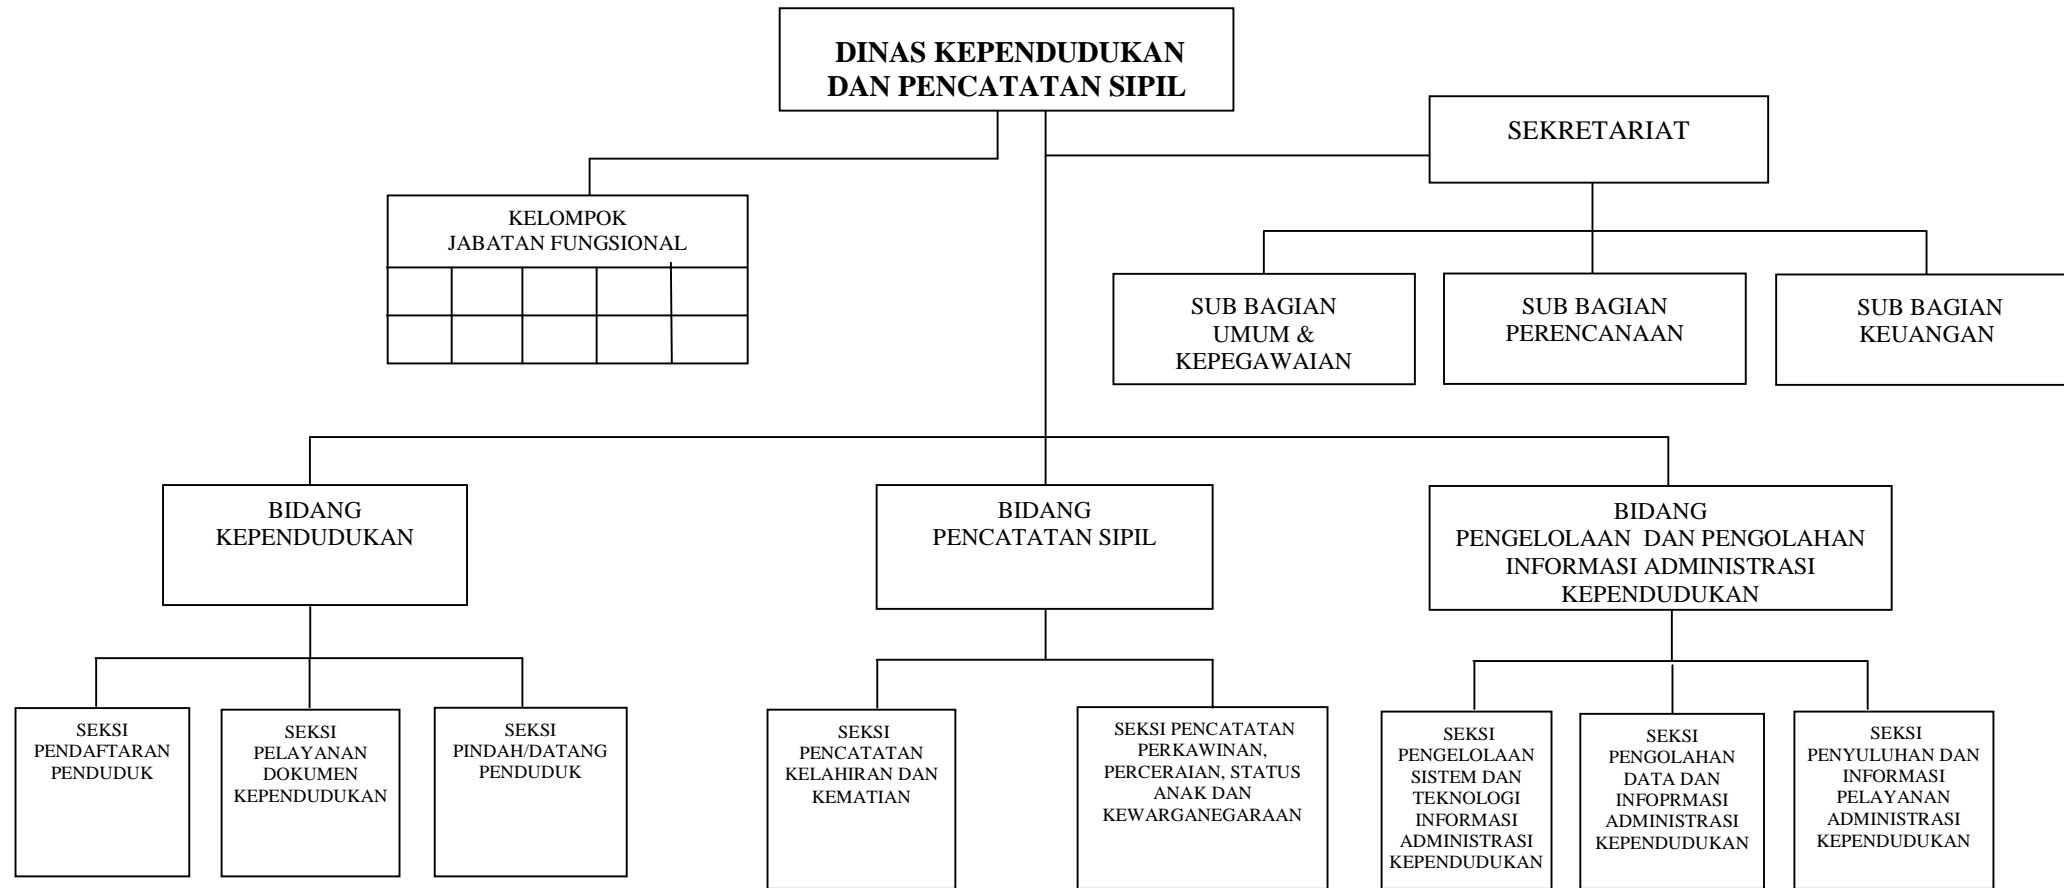 DINAS KEPENDUDUKAN
DAN PENCATATAN SIPIL
SEKRETARIAT
KELOMPOK
JABATAN FUNGSIONAL
SUB BAGIAN
UMUM &
KEPEGAWAIAN
SUB BAGIAN
PERENCANAAN
SUB BAGIAN
KEUANGAN
BIDANG
KEPENDUDUKAN
BIDANG
PENCATATAN SIPIL
BIDANG
PENGELOLAAN DAN PENGOLAHAN
INFORMASI ADMINISTRASI
KEPENDUDUKAN
SEKSI
PENDAFTARAN
PENDUDUK
SEKSI
PELAYANAN
DOKUMEN
KEPENDUDUKAN
SEKSI
PINDAH/DATANG
PENDUDUK
SEKSI
PENCATATAN
KELAHIRAN DAN
KEMATIAN
SEKSI PENCATATAN
PERKAWINAN,
PERCERAIAN, STATUS
ANAK DAN
KEWARGANEGARAAN
SEKSI
PENGELOLAAN
SISTEM DAN
TEKNOLOGI
INFORMASI
ADMINISTRASI
KEPENDUDUKAN
SEKSI
PENGOLAHAN
DATA DAN
INFOPRMASI
ADMINISTRASI
KEPENDUDUKAN
SEKSI
PENYULUHAN DAN
INFORMASI
PELAYANAN
ADMINISTRASI
KEPENDUDUKAN